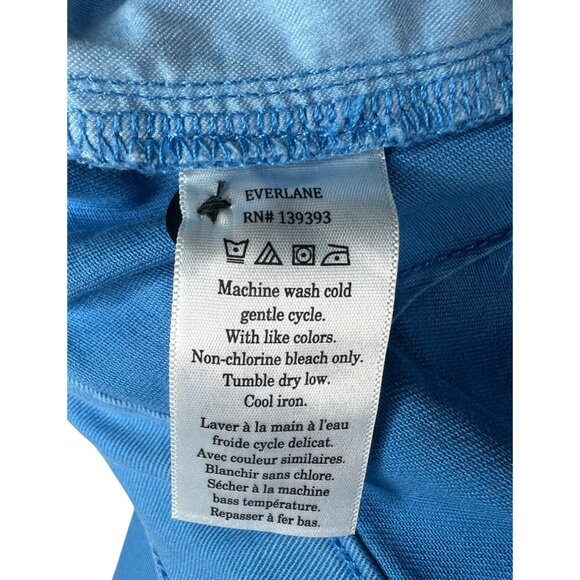 EVERLANE
RN# 139393
Machine wash cold
gentle cycle.
With like colors.
Non-chlorine bleach only.
Tumble dry low.
Cool iron.
Laver à la main à l'eau
froide cycle delicat.
Avec couleur similaires.
Blanchir sans chlore.
Sécher à la machine
bass température.
Repasser à fer bas.